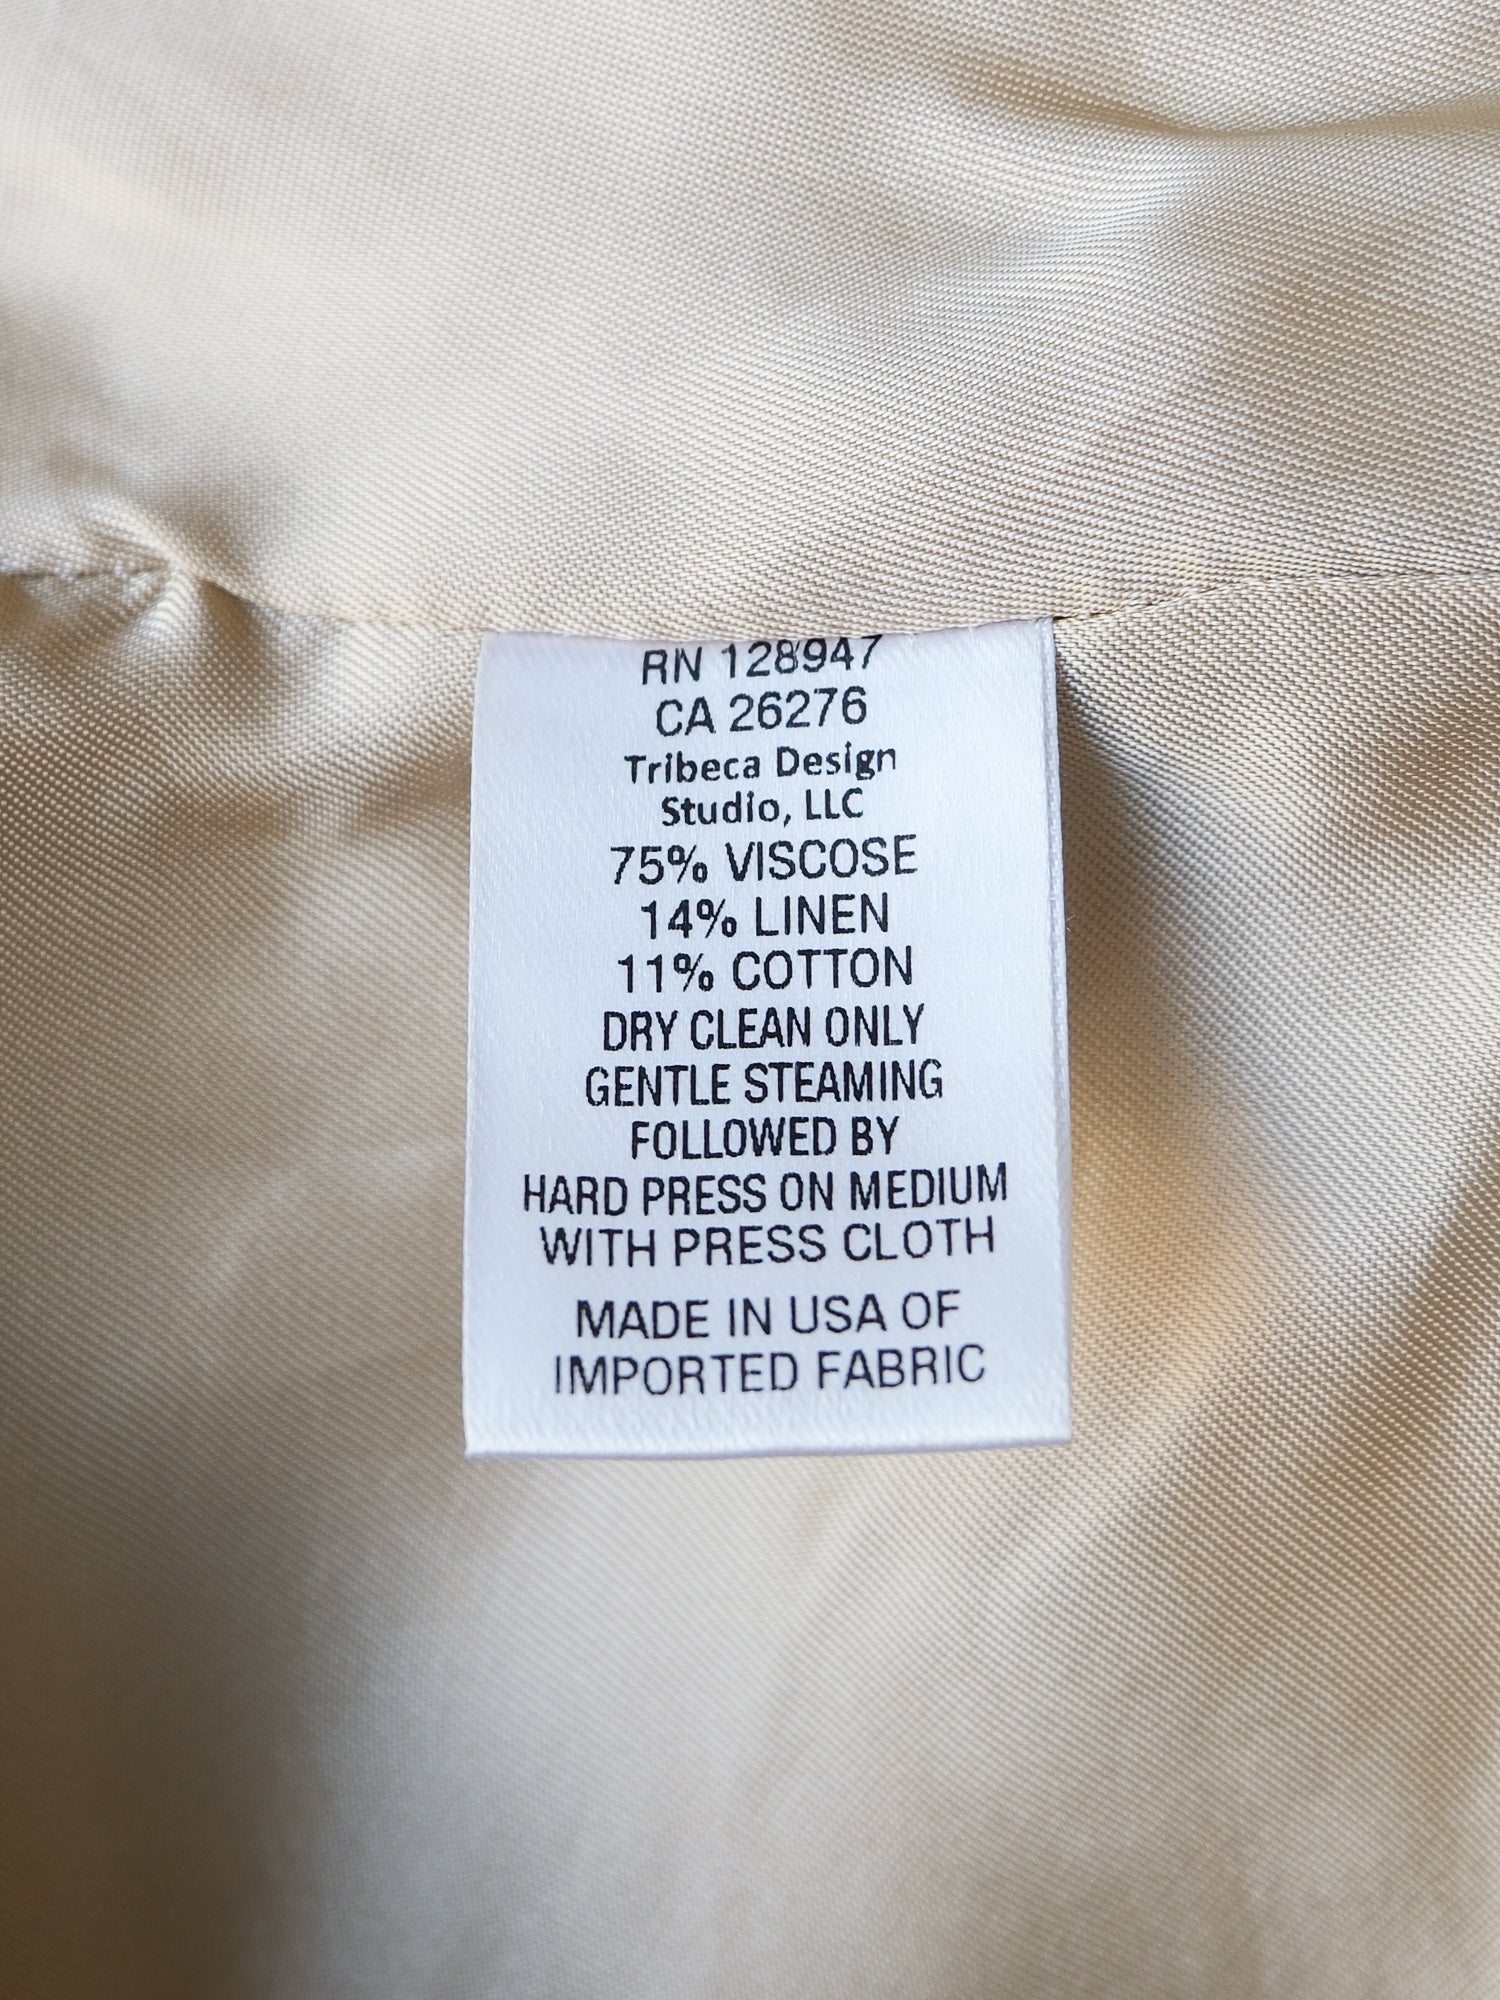 RN 128947
CA 26276
Tribeca Design
Studio, LLC
75% VISCOSE
14% LINEN
11% COTTON
DRY CLEAN ONLY
GENTLE STEAMING
FOLLOWED BY
HARD PRESS ON MEDIUM
WITH PRESS CLOTH
MADE IN USA OF
IMPORTED FABRIC